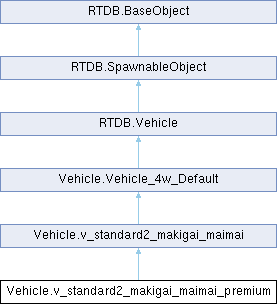 RTDB.BaseObject
RTDB.SpawnableObject
RTDB.Vehicle
Vehicle.Vehicle_4w_Default
Vehicle.v_standard2_makigai_maimai
Vehicle.v_standard2_makigai_maimai_premium